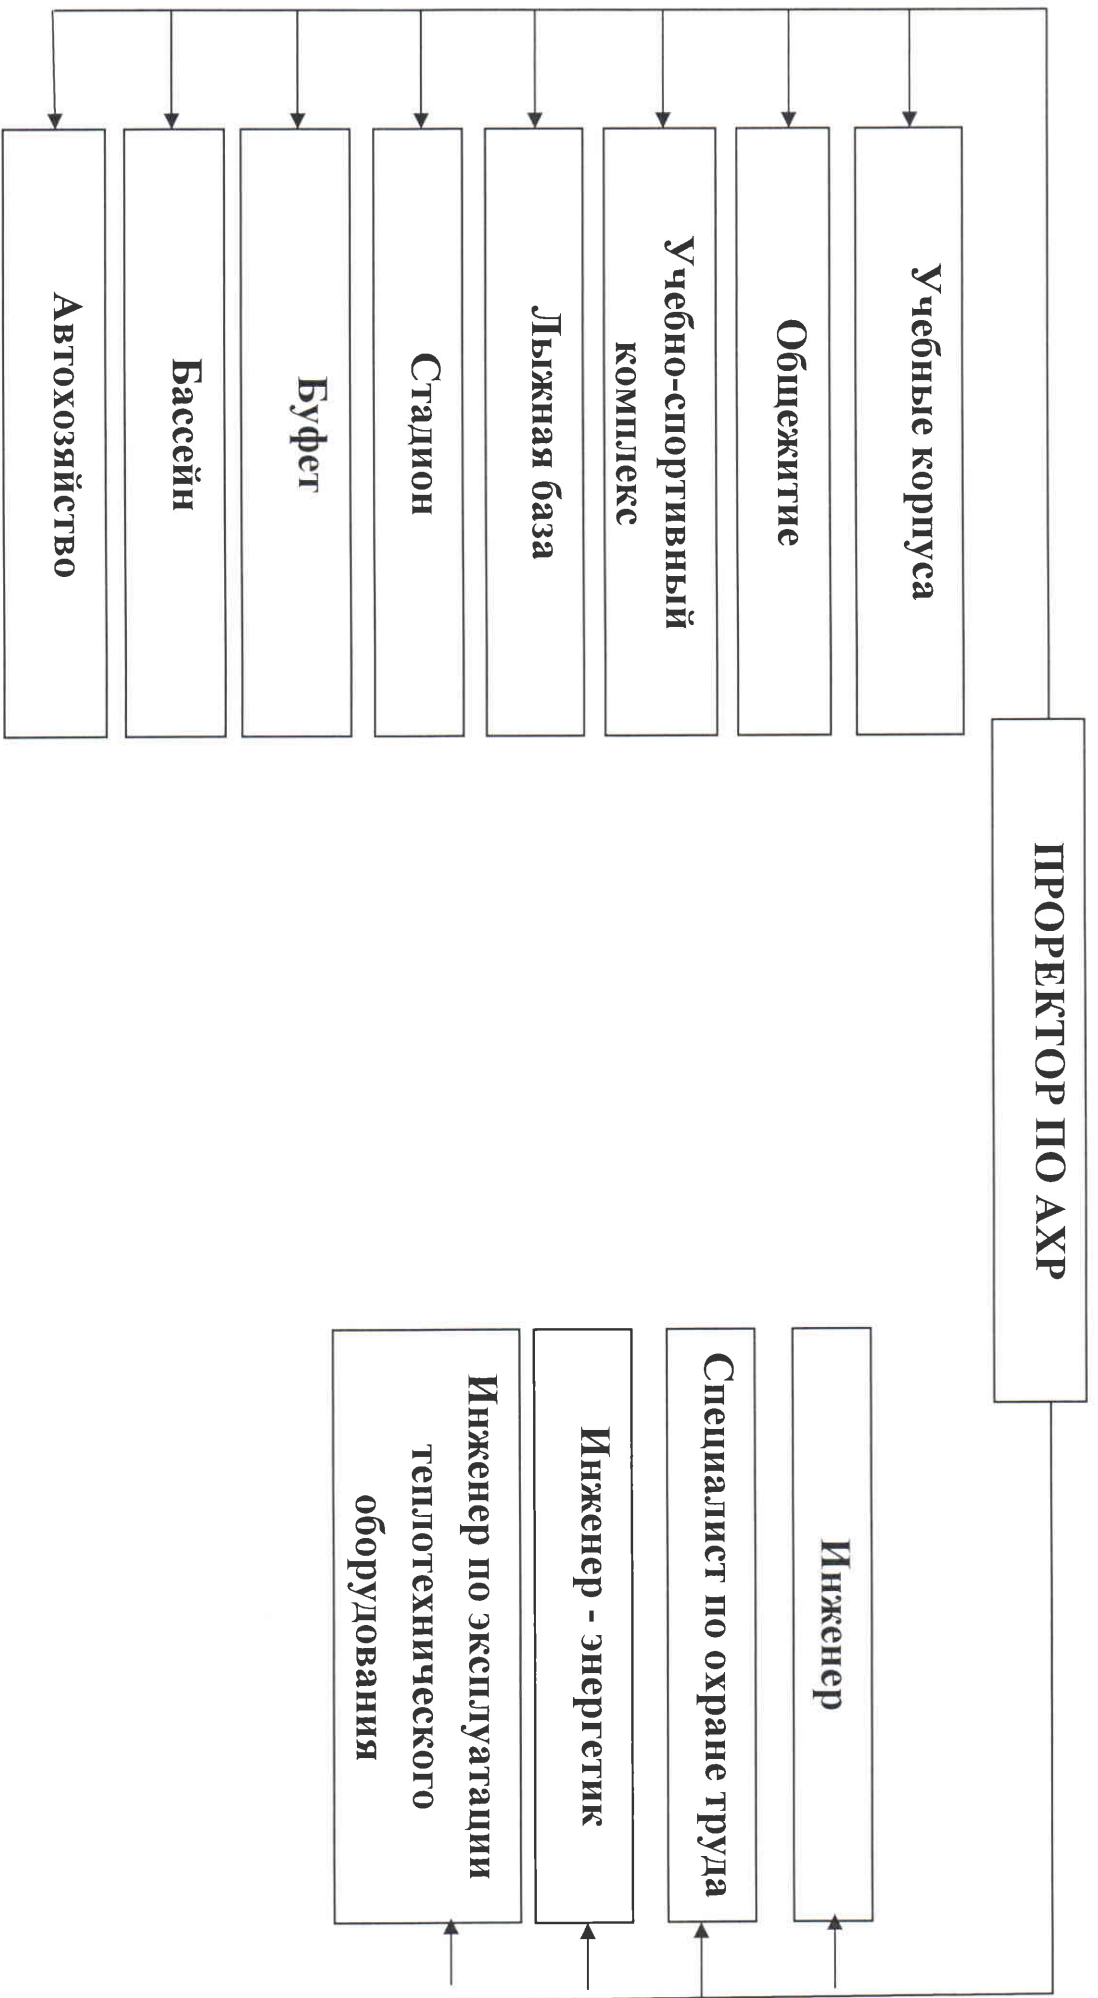 ПРОРЕКТОР ПО АХР
Учебные корпуса
Общежитие
Учебно-спортивный
комплекс
Лыжная база
Стадион
Буфет
Бассейн
Автохозяйство
Инженер
Специалист по охране труда
Инженер - энергетик
Инженер по эксплуатации
теплотехнического
оборудования